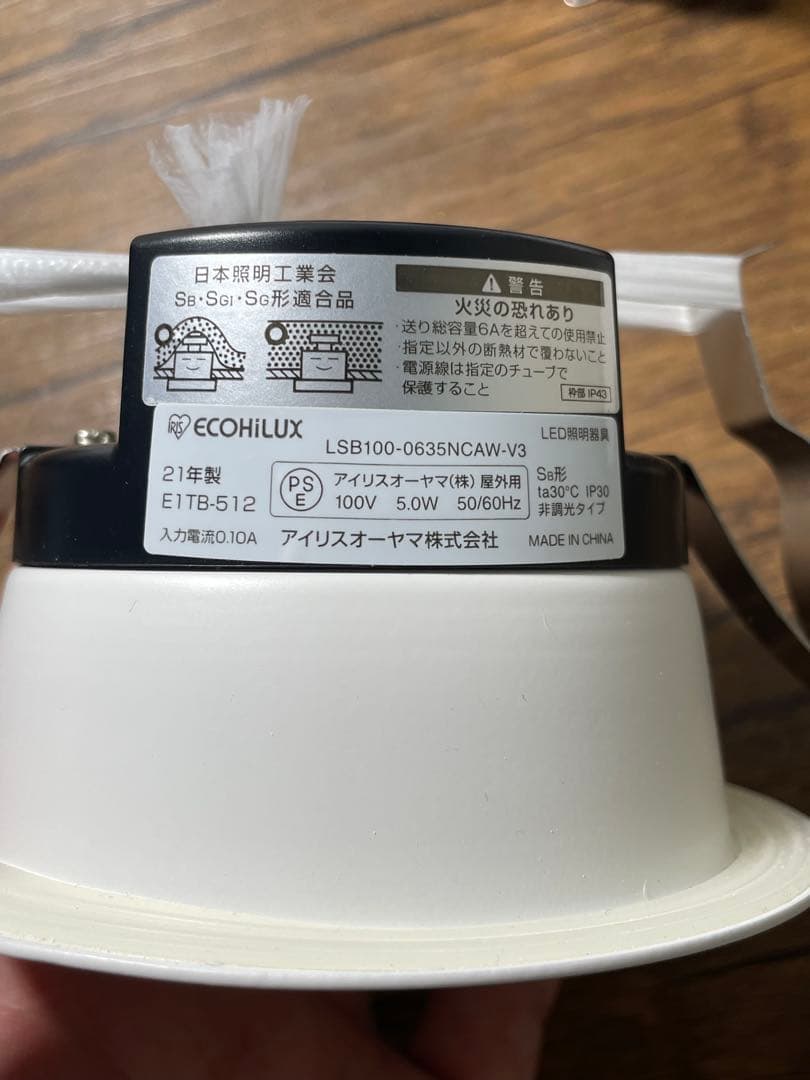 日本照明工業会
SB・SGI・SG形適合品
警告
火災の恐れあり
・送り総容量6Aを超えての使用禁止
・指定以外の断熱材で覆わないこと
・電源線は指定のチューブで
保護すること
枠部 IP43
IRIS ECOHiLUX
LSB100-0635NCAW-V3
LED照明器具
21年製
E1TB-512
PS
E
アイリスオーヤマ(株) 屋外用
100V 5.0W 50/60Hz
SB形
ta30℃ IP30
非調光タイプ
入力電流0.10A
アイリスオーヤマ株式会社
MADE IN CHINA